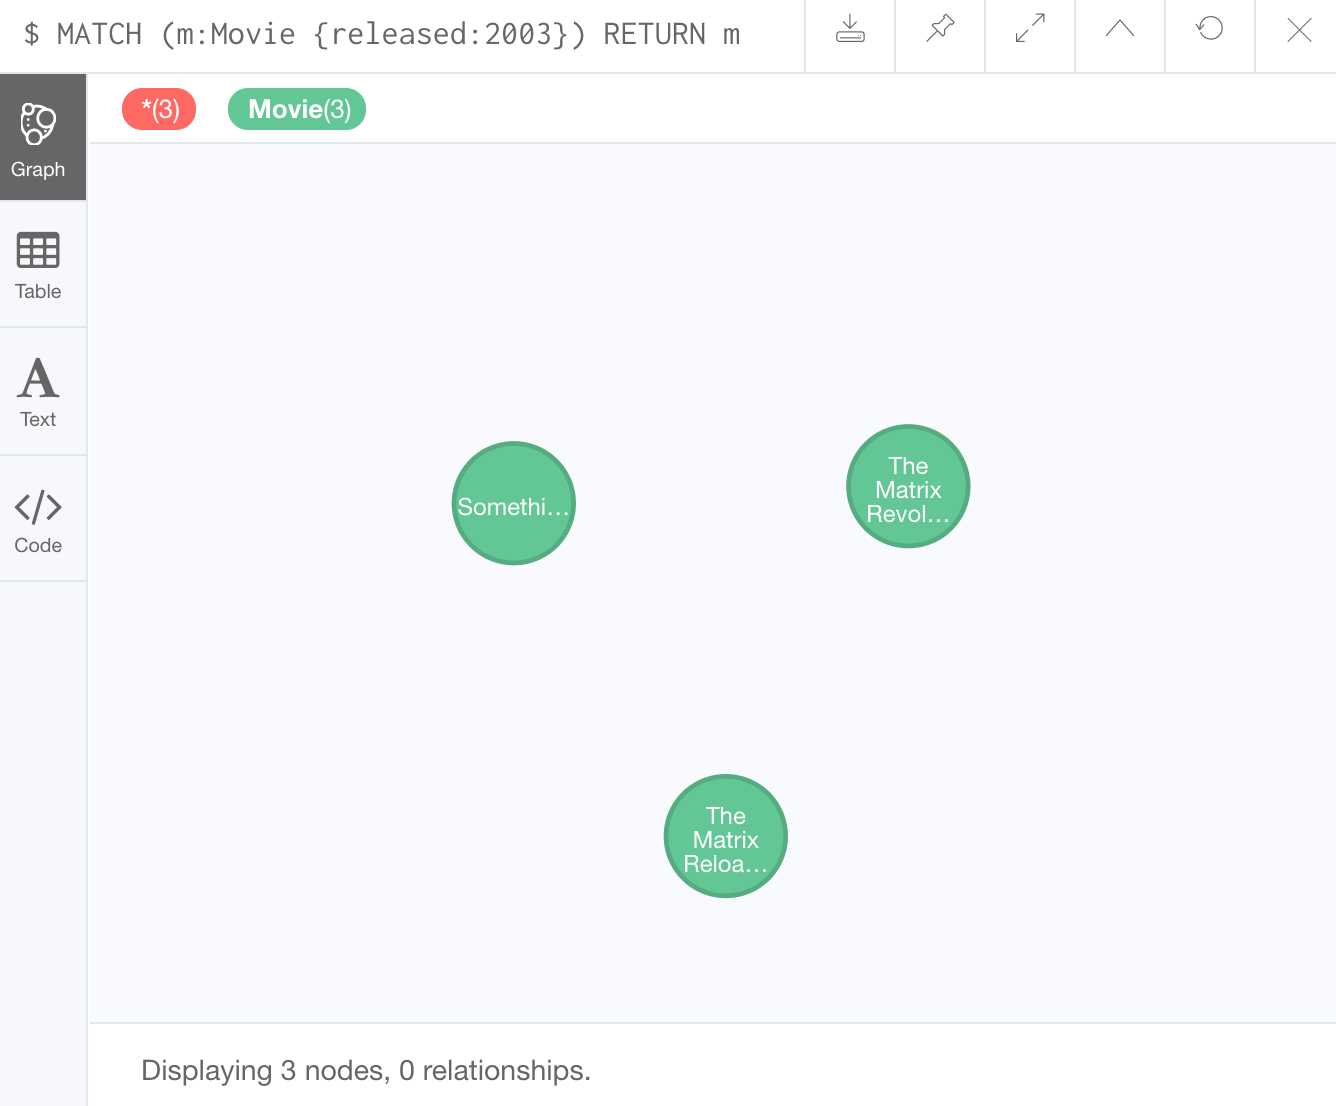 $ MATCH (m:Movie {released:2003}) RETURN m
*(3) Movie(3)
Graph
Table
Text
Code
Somethi...
The
Matrix
Revol...
The
Matrix
Reloa...
Displaying 3 nodes, 0 relationships.